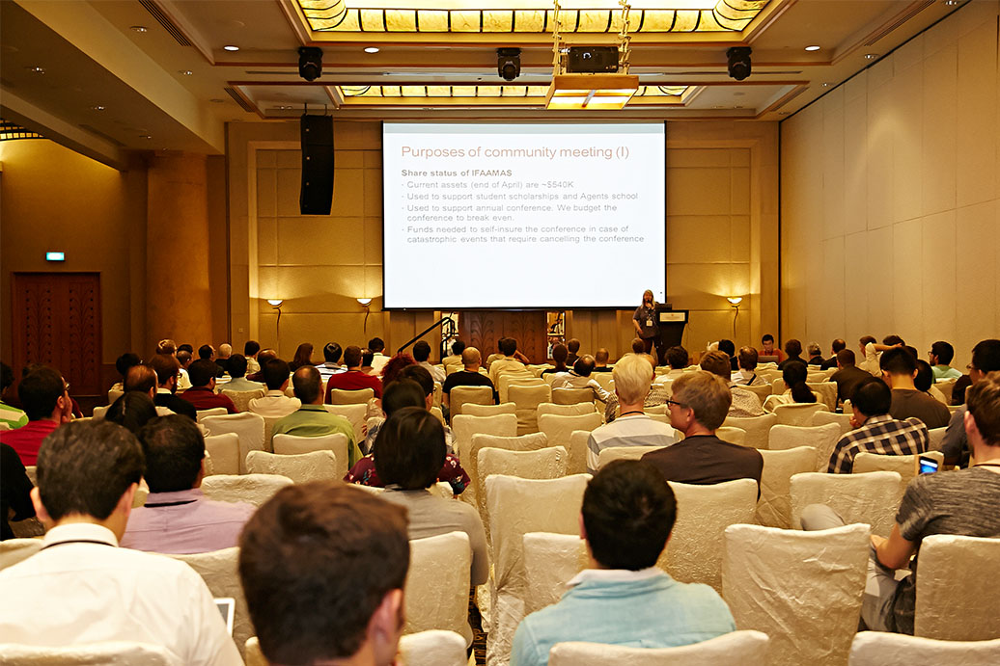 Purposes of community meeting (I)
Share status of IFAAMAS
· Current assets (end of April) are ~$540K
· Used to support student scholarships and Agents school
· Used to support annual conference. We budget the
conference to break even.
· Funds needed to self-insure the conference in case of
catastrophic events that require cancelling the conference